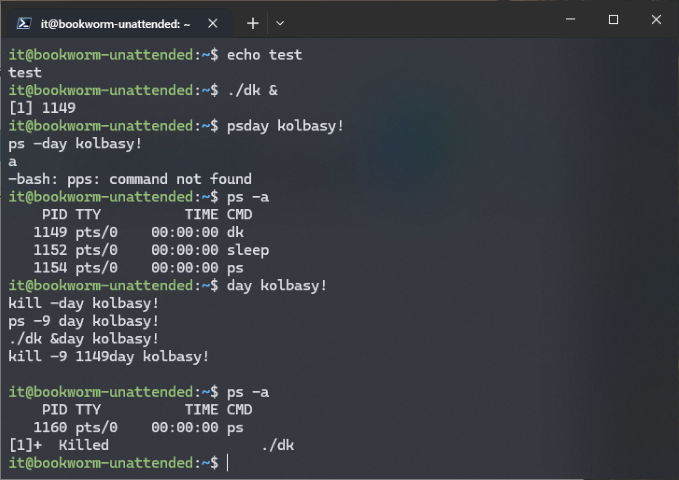 it@bookworm-unattended: ~
it@bookworm-unattended:~$ echo test
test
it@bookworm-unattended:~$ ./dk &
[1] 1149
it@bookworm-unattended:~$ psday kolbasy!
ps -day kolbasy!
a
-bash: pps: command not found
it@bookworm-unattended:~$ ps -a
    PID TTY          TIME CMD
   1149 pts/0    00:00:00 dk
   1152 pts/0    00:00:00 sleep
   1154 pts/0    00:00:00 ps
it@bookworm-unattended:~$ day kolbasy!
kill -day kolbasy!
ps -9 day kolbasy!
./dk &day kolbasy!
kill -9 1149day kolbasy!
it@bookworm-unattended:~$ ps -a
    PID TTY          TIME CMD
   1160 pts/0    00:00:00 ps
[1]+  Killed                  ./dk
it@bookworm-unattended:~$